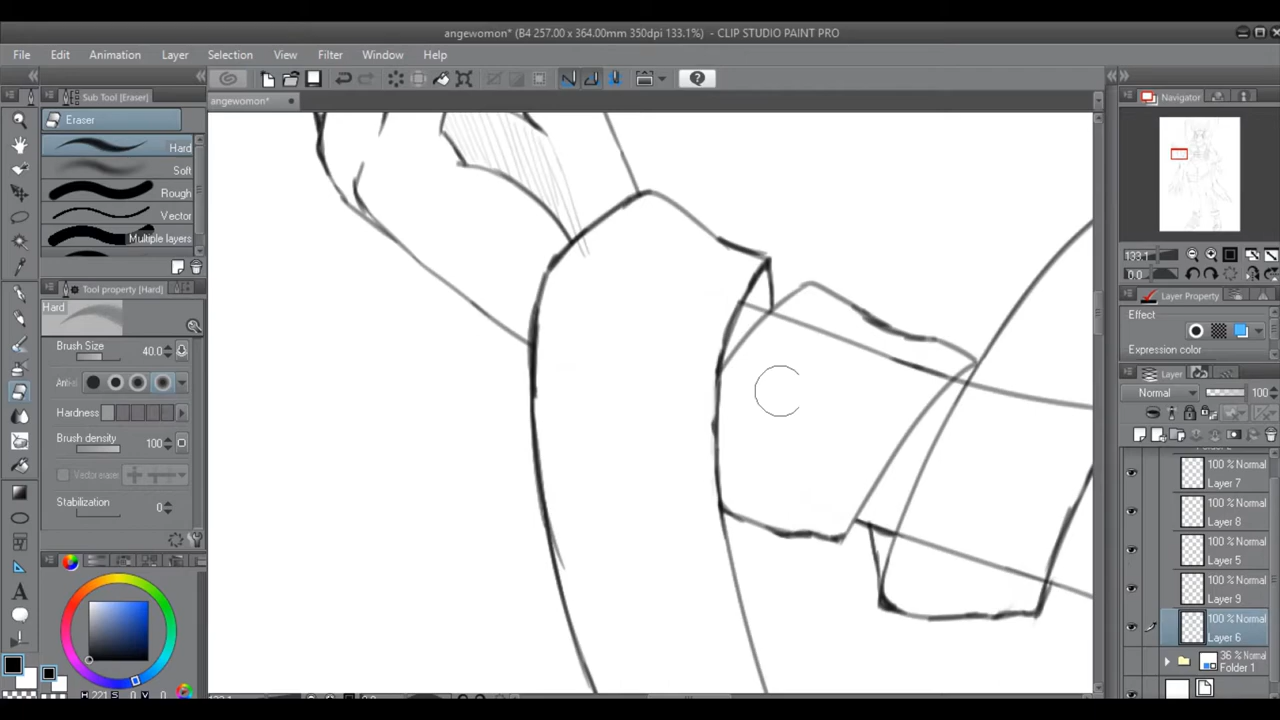 angewomon* (B4 257.00 x 364.00mm 350dpi 133.1%) - CLIP STUDIO PAINT PRO
File Edit Animation Layer Selection View Filter Window Help
angewomon*
Sub Tool [Eraser]
Eraser
Hard
Soft
Rough
Vector
Multiple layers
Tool property [Hard]
Hard
Brush Size 40.0
Anti-al
Hardness
Brush density 100
Vector eraser
Stabilization 0
H 221 S 0 V 0
Navigator
133.1
0.0
Layer Property
Effect
Expression color
Layer
Normal 100
100 % Normal
Layer 7
100 % Normal
Layer 8
100 % Normal
Layer 5
100 % Normal
Layer 9
100 % Normal
Layer 6
36 % Normal
Folder 1